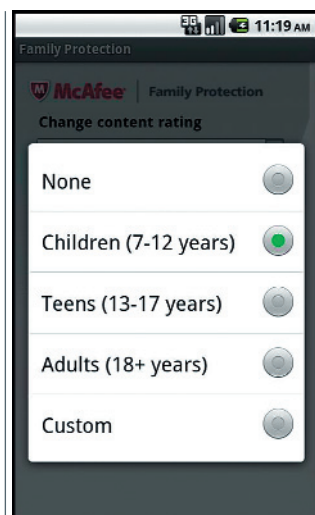 3G 11:19 AM
Family Protection
McAfee | Family Protection
Change content rating
None
Children (7-12 years)
Teens (13-17 years)
Adults (18+ years)
Custom